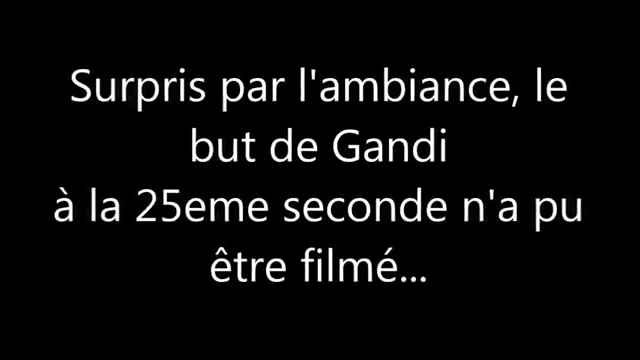 Surpris par l'ambiance, le
but de Gandi
à la 25eme seconde n'a pu
être filmé...